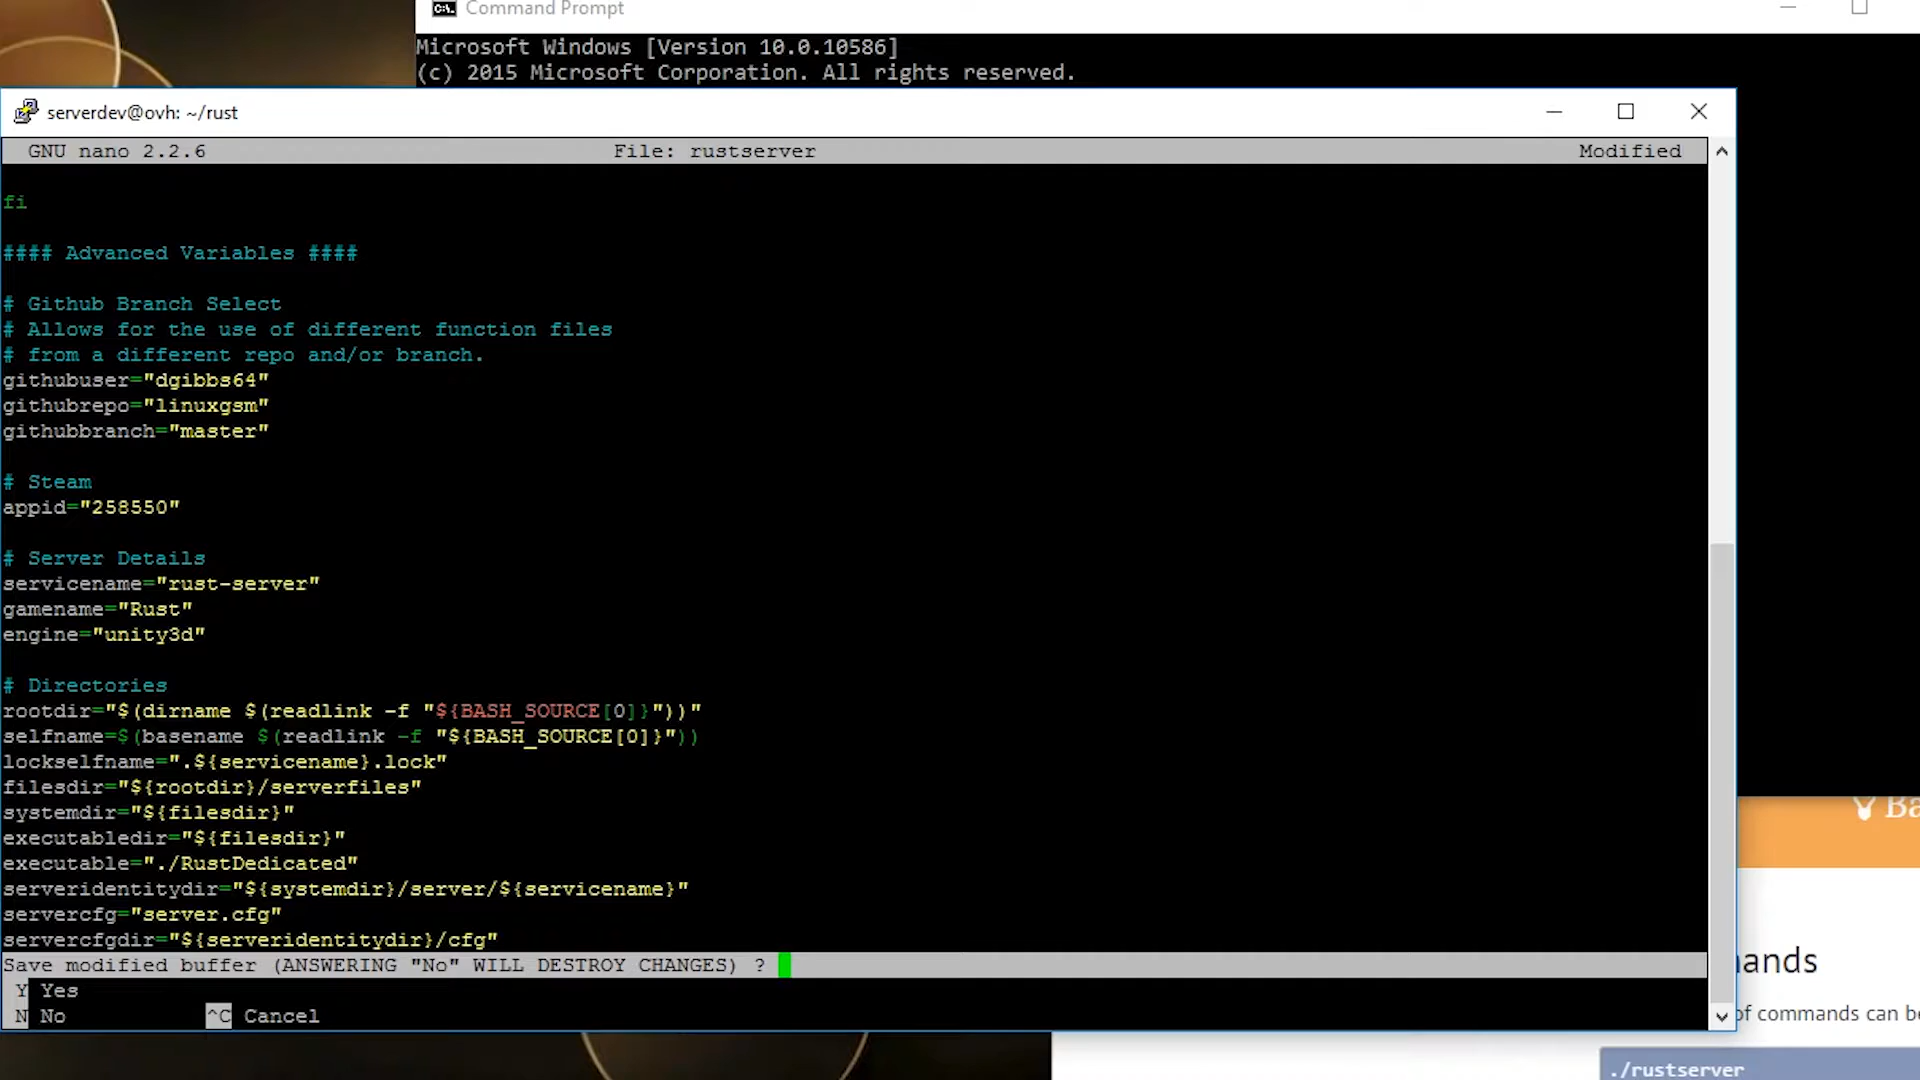 Command Prompt
Microsoft Windows [Version 10.0.10586]
(c) 2015 Microsoft Corporation. All rights reserved.
serverdev@ovh: ~/rust
GNU nano 2.2.6 File: rustserver Modified
fi
#### Advanced Variables ####
# Github Branch Select
# Allows for the use of different function files
# from a different repo and/or branch.
githubuser="dgibbs64"
githubrepo="linuxgsm"
githubbranch="master"
# Steam
appid="258550"
# Server Details
servicename="rust-server"
gamename="Rust"
engine="unity3d"
# Directories
rootdir="$(dirname $(readlink -f "${BASH_SOURCE[0]}"))"
selfname=$(basename $(readlink -f "${BASH_SOURCE[0]}"))
lockselfname=".${servicename}.lock"
filesdir="${rootdir}/serverfiles"
systemdir="${filesdir}"
executabledir="${filesdir}"
executable="./RustDedicated"
serveridentitydir="${systemdir}/server/${servicename}"
servercfg="server.cfg"
servercfgdir="${serveridentitydir}/cfg"
Save modified buffer (ANSWERING "No" WILL DESTROY CHANGES) ?
Y Yes
N No ^C Cancel
of commands can
./rustserver